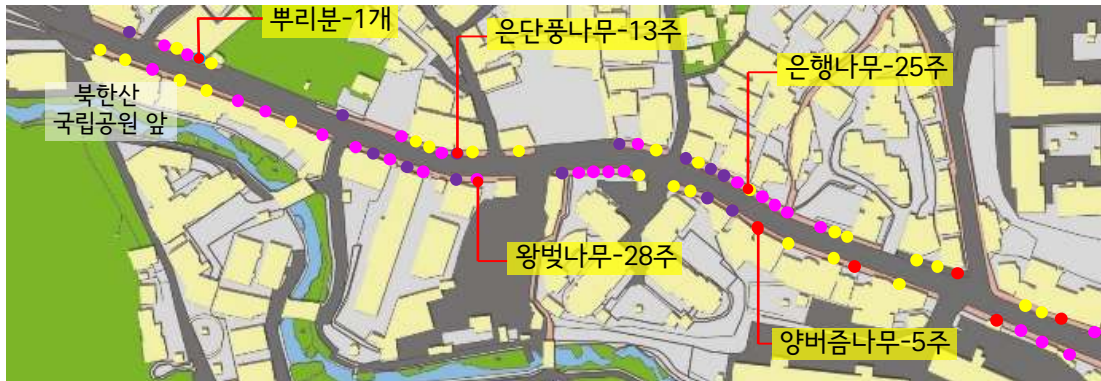 뿌리분-1개
은단풍나무-13주
은행나무-25주
북한산
국립공원 앞
왕벚나무-28주
양버즘나무-5주